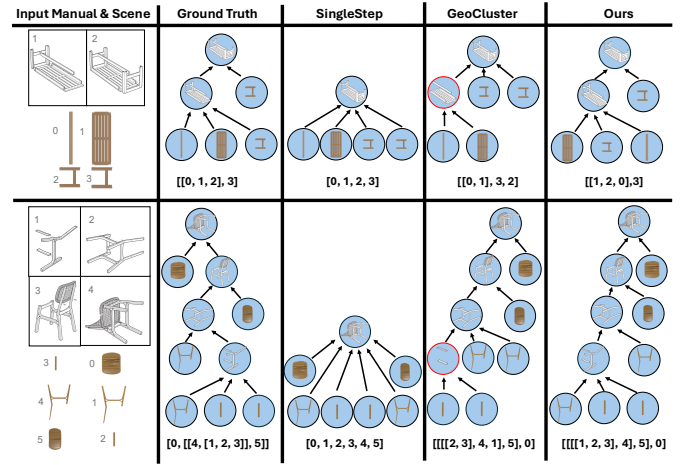 Input Manual & Scene Ground Truth SingleStep GeoCluster Ours
1 2
0 1
2 3
[[0, 1, 2], 3] [0, 1, 2, 3] [[0, 1], 3, 2] [[1, 2, 0],3]
1 2
3 4
3 0
4 1
5 2
[0, [[4, [1, 2, 3]], 5]] [0, 1, 2, 3, 4, 5] [[[[2, 3], 4, 1], 5], 0] [[[[1, 2, 3], 4], 5], 0]